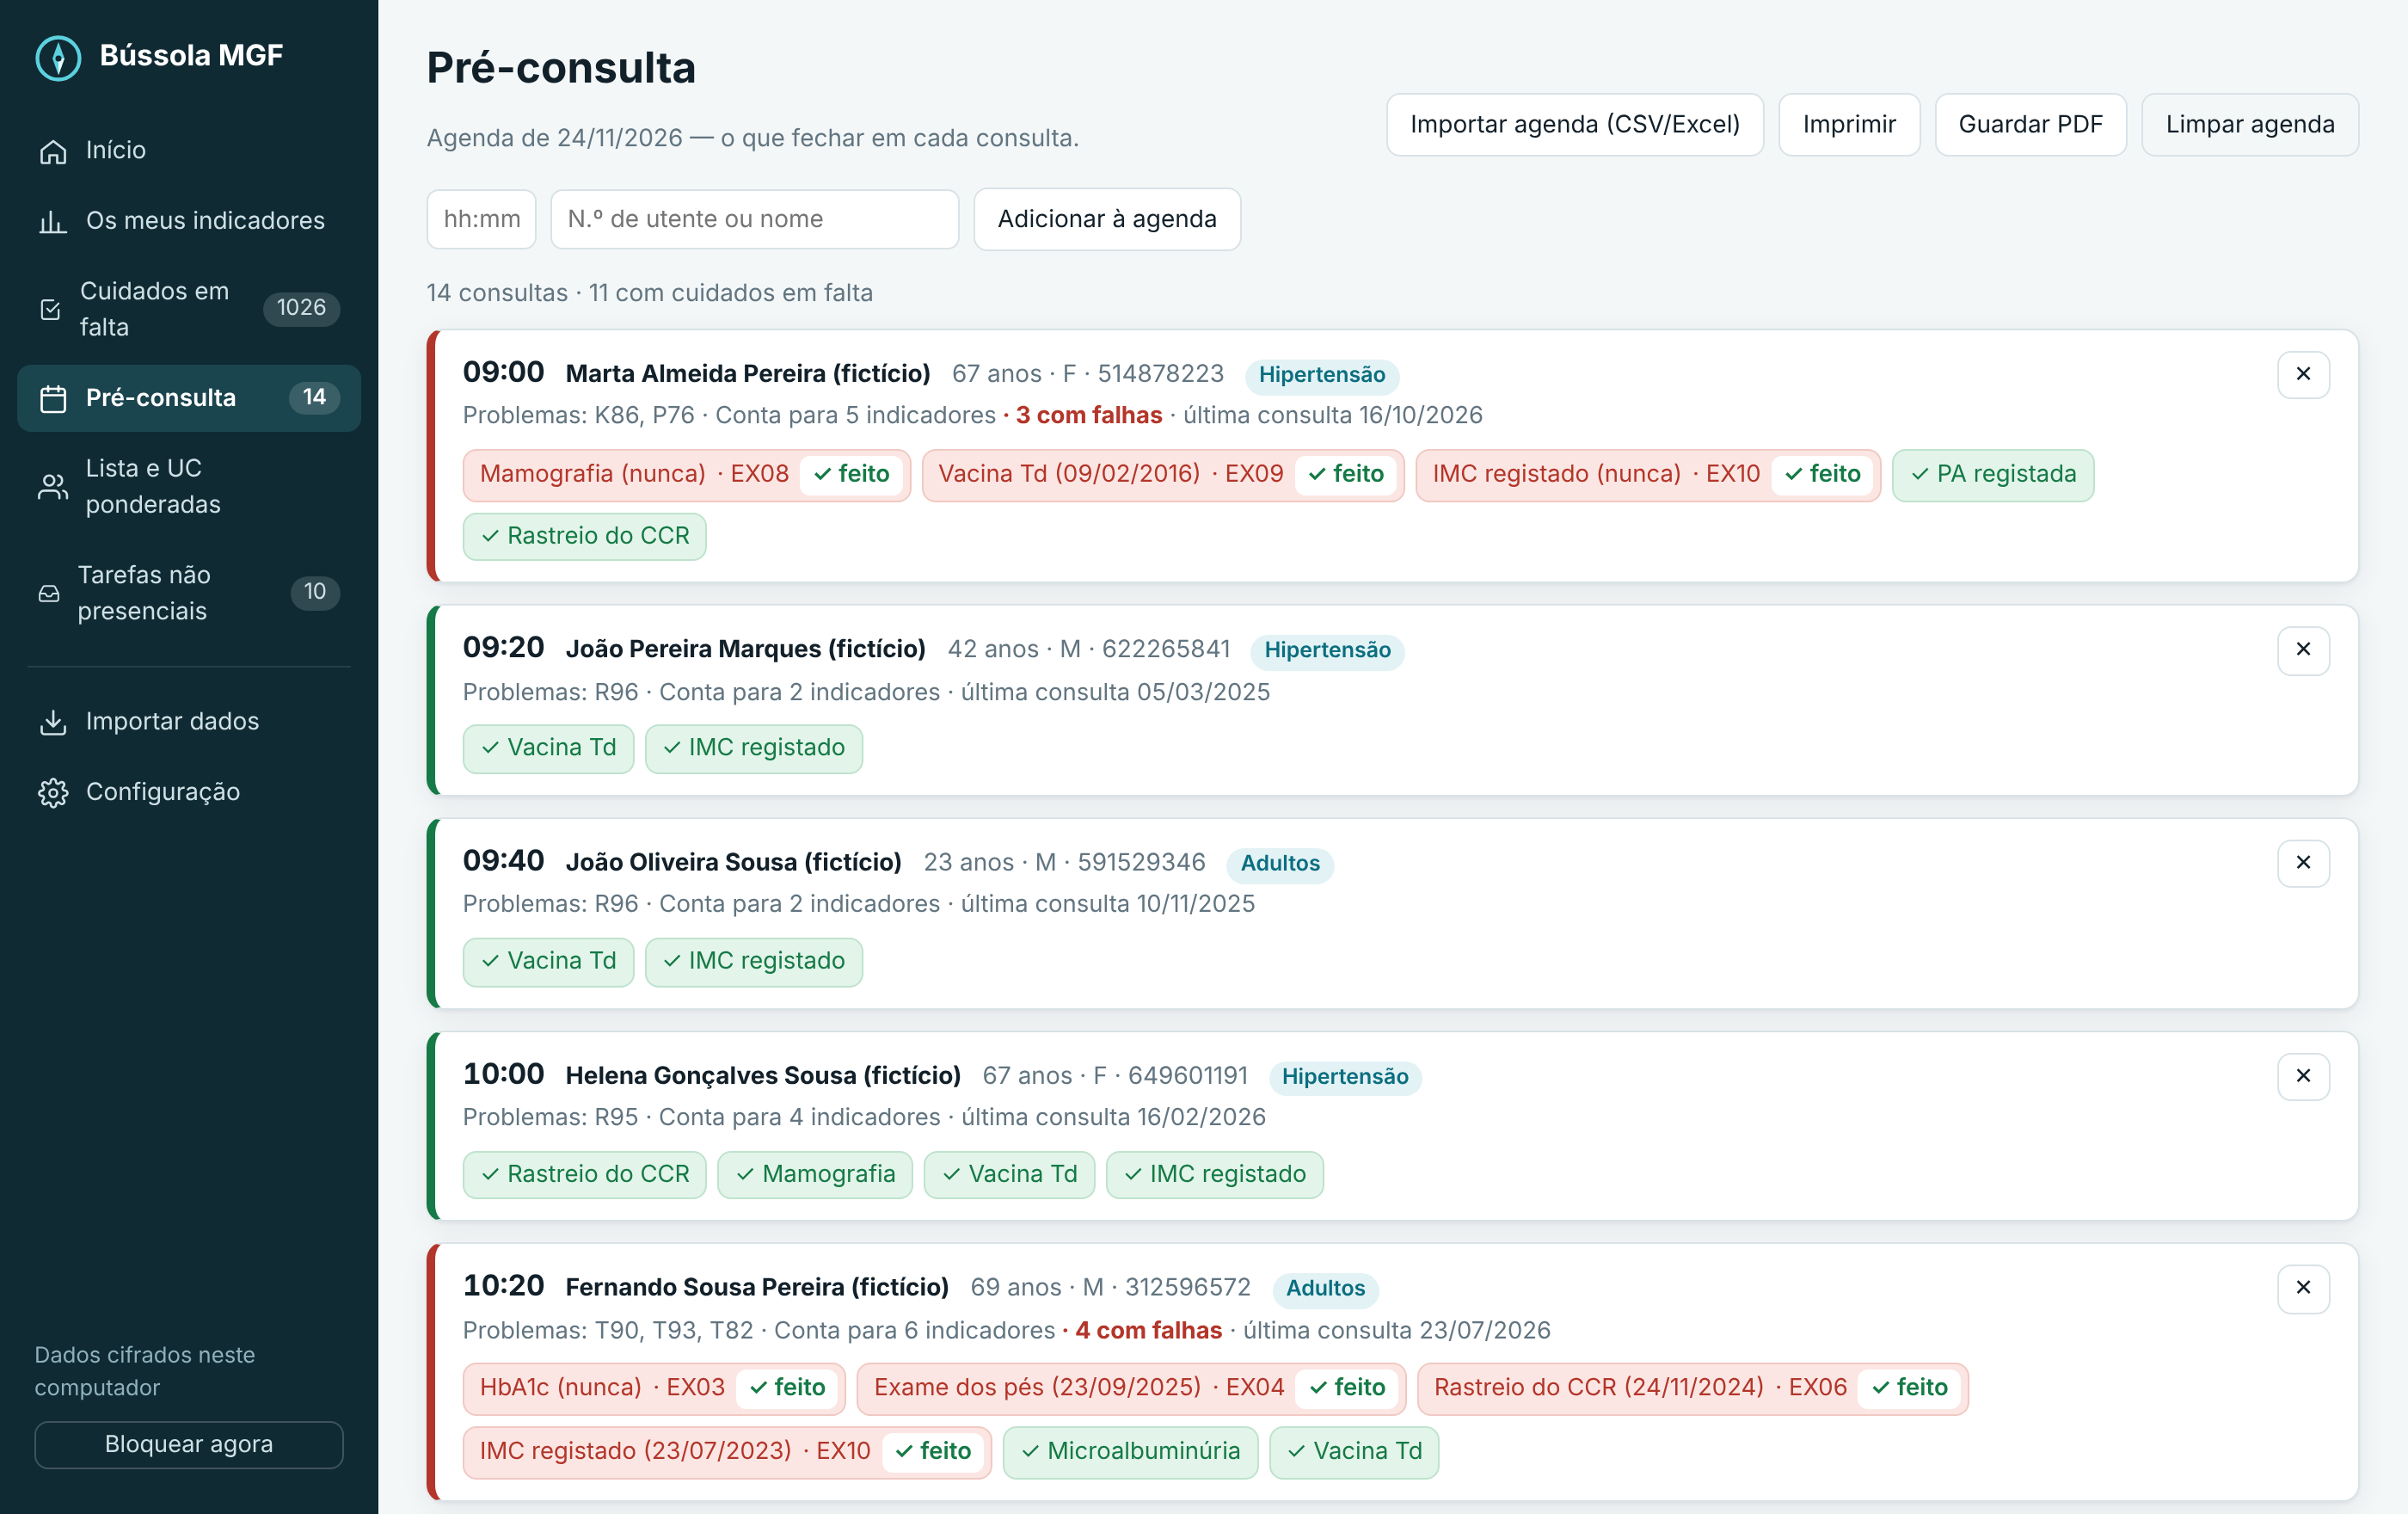 Bússola MGF
Início
Os meus indicadores
Cuidados em falta 1026
Pré-consulta 14
Lista e UC ponderadas
Tarefas não presenciais 10
Importar dados
Configuração
Dados cifrados neste computador
Bloquear agora
Pré-consulta
Agenda de 24/11/2026 — o que fechar em cada consulta.
Importar agenda (CSV/Excel) Imprimir Guardar PDF Limpar agenda
hh:mm N.º de utente ou nome Adicionar à agenda
14 consultas · 11 com cuidados em falta
09:00 Marta Almeida Pereira (fictício) 67 anos · F · 514878223 Hipertensão ✕
Problemas: K86, P76 · Conta para 5 indicadores · 3 com falhas · última consulta 16/10/2026
Mamografia (nunca) · EX08 ✓ feito Vacina Td (09/02/2016) · EX09 ✓ feito IMC registado (nunca) · EX10 ✓ feito ✓ PA registada
✓ Rastreio do CCR
09:20 João Pereira Marques (fictício) 42 anos · M · 622265841 Hipertensão ✕
Problemas: R96 · Conta para 2 indicadores · última consulta 05/03/2025
✓ Vacina Td ✓ IMC registado
09:40 João Oliveira Sousa (fictício) 23 anos · M · 591529346 Adultos ✕
Problemas: R96 · Conta para 2 indicadores · última consulta 10/11/2025
✓ Vacina Td ✓ IMC registado
10:00 Helena Gonçalves Sousa (fictício) 67 anos · F · 649601191 Hipertensão ✕
Problemas: R95 · Conta para 4 indicadores · última consulta 16/02/2026
✓ Rastreio do CCR ✓ Mamografia ✓ Vacina Td ✓ IMC registado
10:20 Fernando Sousa Pereira (fictício) 69 anos · M · 312596572 Adultos ✕
Problemas: T90, T93, T82 · Conta para 6 indicadores · 4 com falhas · última consulta 23/07/2026
HbA1c (nunca) · EX03 ✓ feito Exame dos pés (23/09/2025) · EX04 ✓ feito Rastreio do CCR (24/11/2024) · EX06 ✓ feito
IMC registado (23/07/2023) · EX10 ✓ feito ✓ Microalbuminúria ✓ Vacina Td